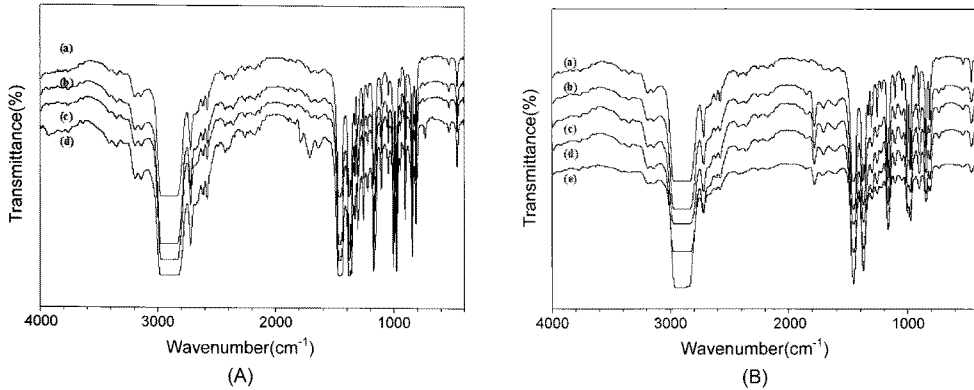 Transmittance(%)
(a)
(b)
(c)
(d)
4000 3000 2000 1000
Wavenumber(cm⁻¹)
(A)
Transmittance(%)
(a)
(b)
(c)
(d)
(e)
4000 3000 2000 1000
Wavenumber(cm⁻¹)
(B)